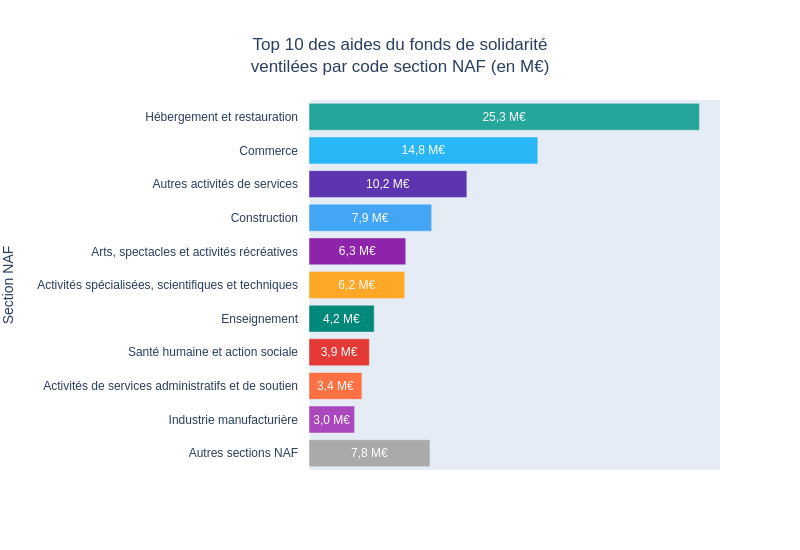 Top 10 des aides du fonds de solidarité
ventilées par code section NAF (en M€)
Section NAF
Hébergement et restauration 25,3 M€
Commerce 14,8 M€
Autres activités de services 10,2 M€
Construction 7,9 M€
Arts, spectacles et activités récréatives 6,3 M€
Activités spécialisées, scientifiques et techniques 6,2 M€
Enseignement 4,2 M€
Santé humaine et action sociale 3,9 M€
Activités de services administratifs et de soutien 3,4 M€
Industrie manufacturière 3,0 M€
Autres sections NAF 7,8 M€